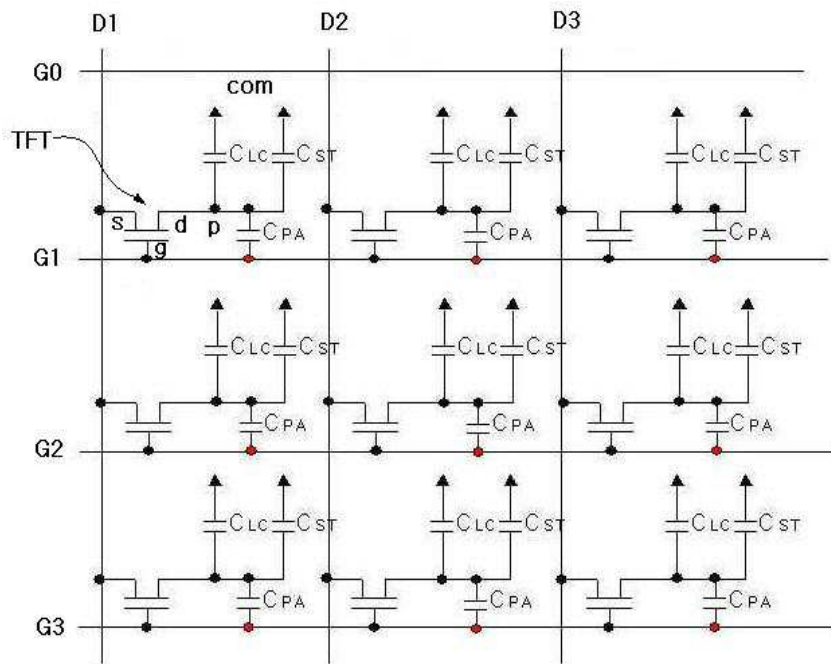 D1 D2 D3
G0
com
TFT
CLC CST CLC CST CLC CST
s d p
g
CPA CPA CPA
G1
CLC CST CLC CST CLC CST
CPA CPA CPA
G2
CLC CST CLC CST CLC CST
CPA CPA CPA
G3